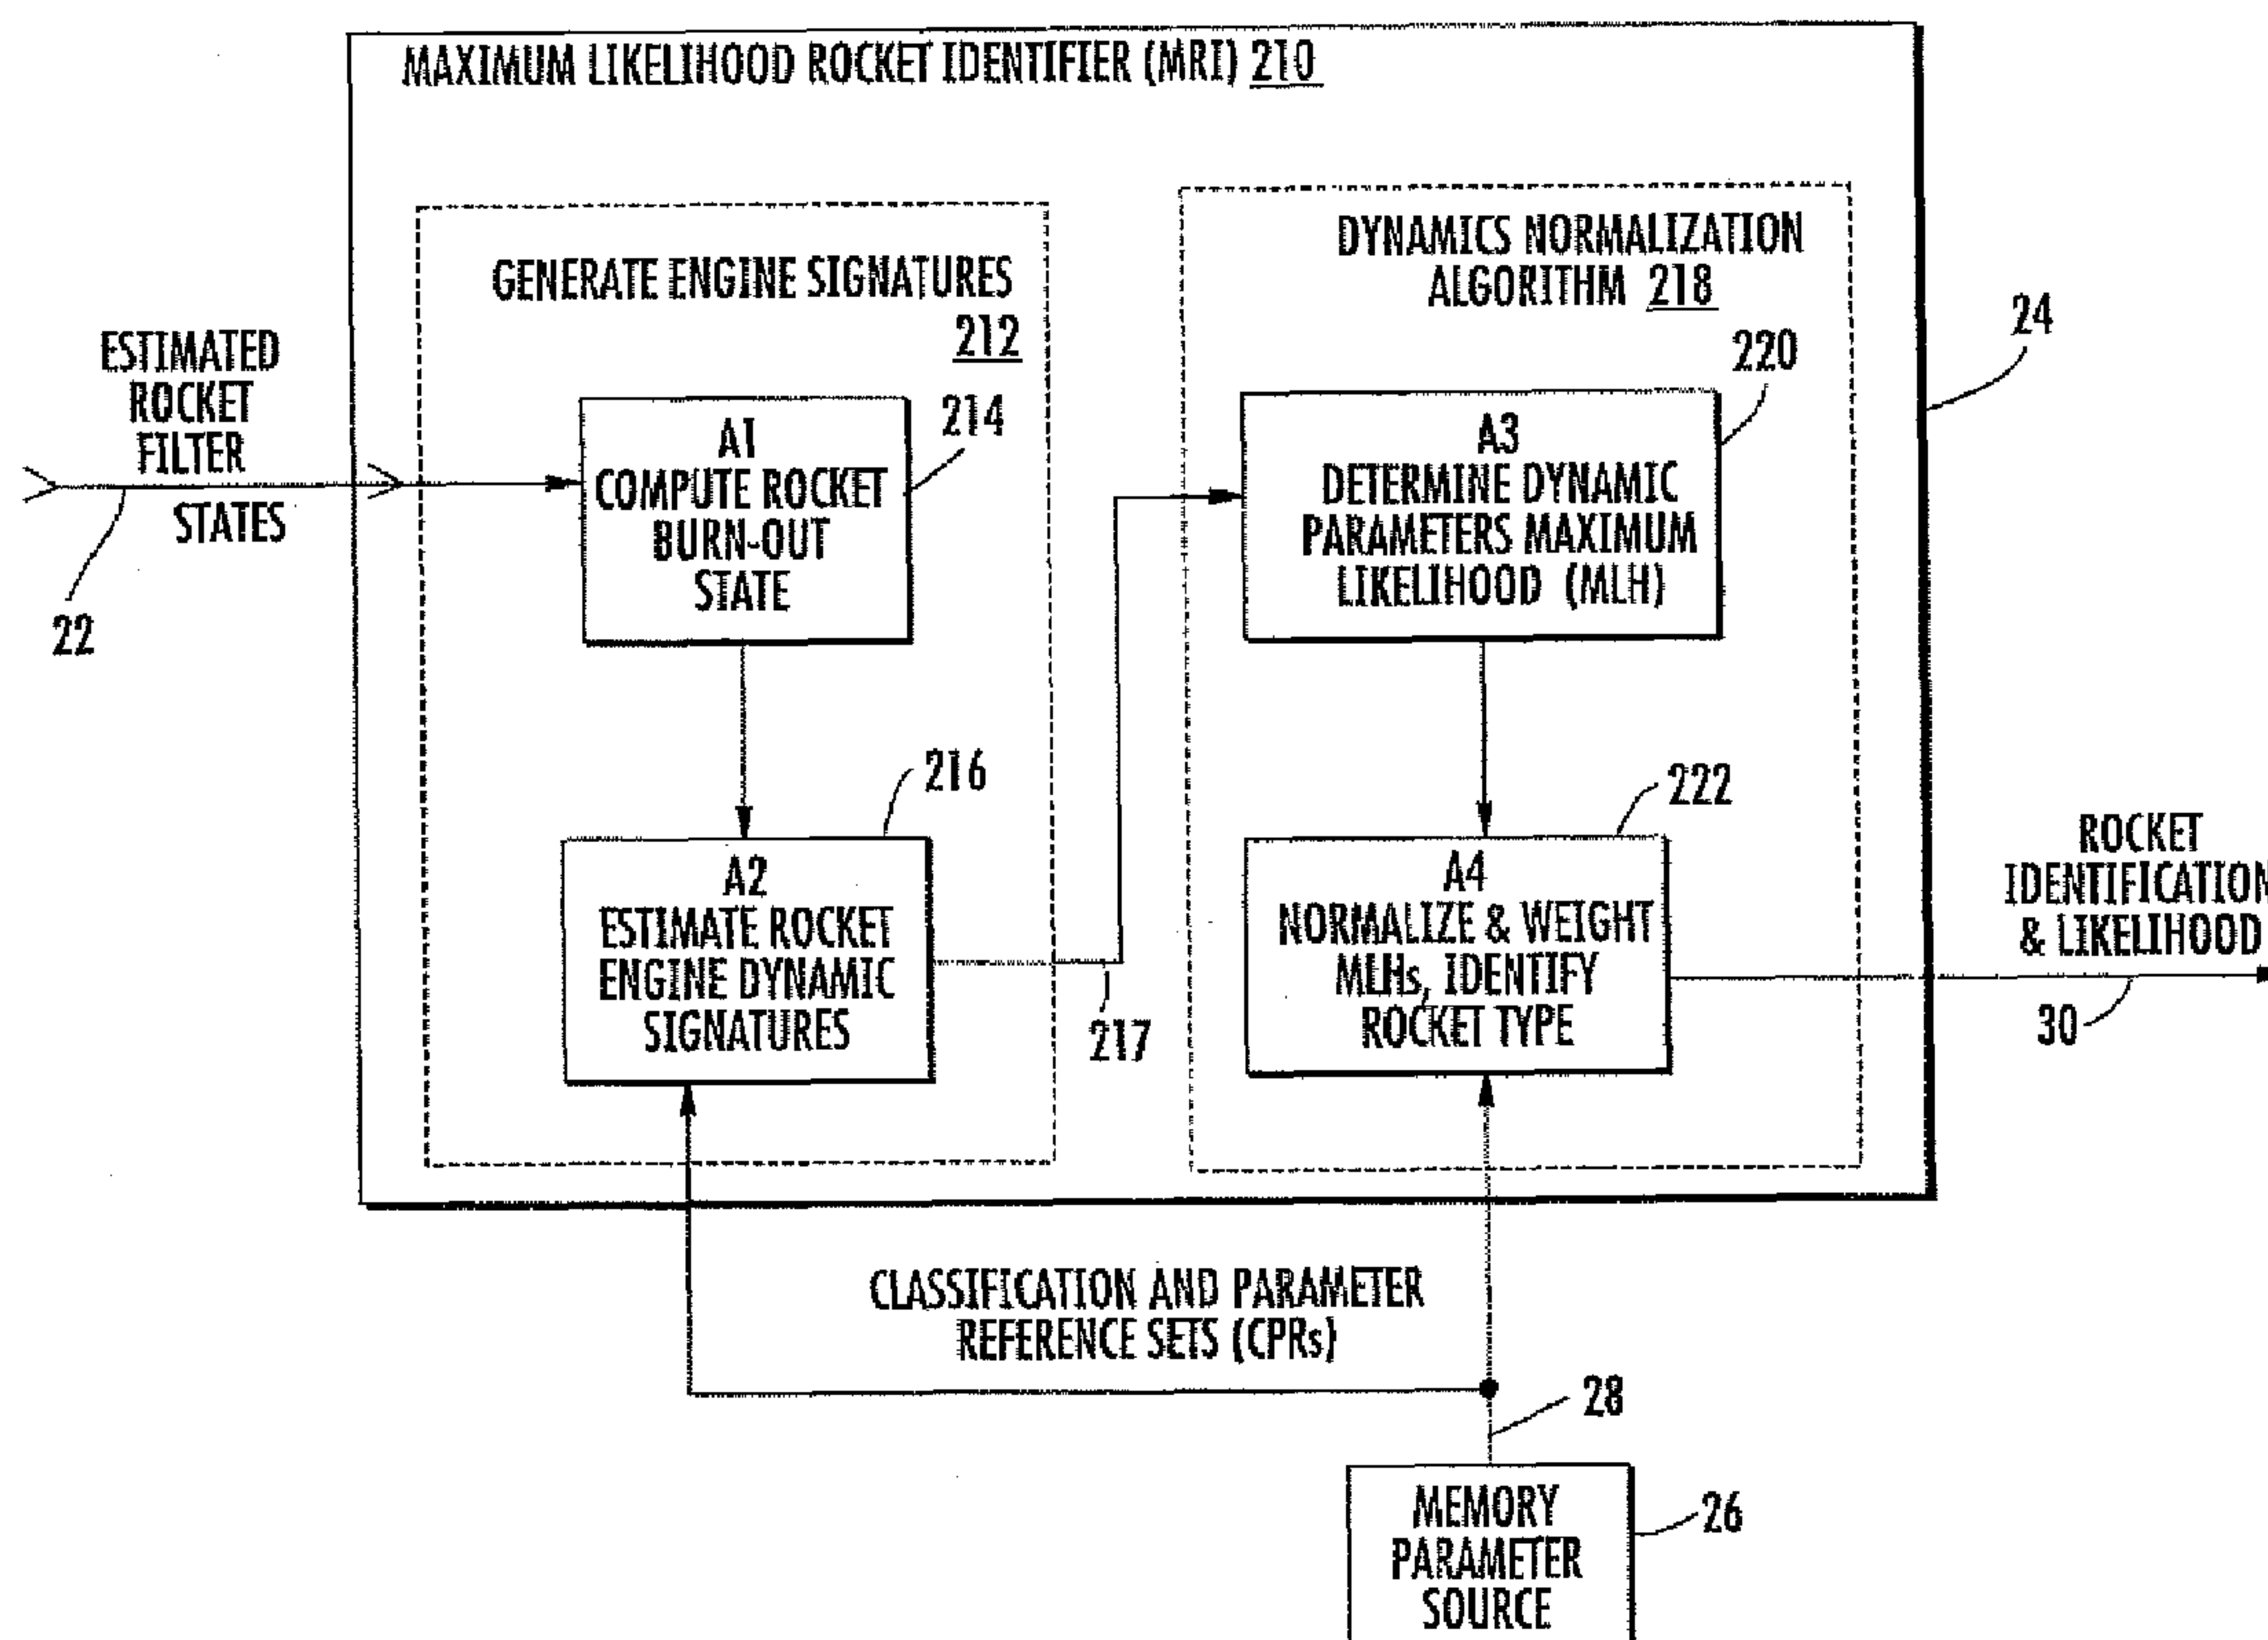 MAXIMUM LIKELIHOOD ROCKET IDENTIFIER (MRI) 210
GENERATE ENGINE SIGNATURES
212
DYNAMICS NORMALIZATION
ALGORITHM 218
24
ESTIMATED
ROCKET
FILTER
STATES
22
A1
COMPUTE ROCKET
BURN-OUT
STATE
214
A3
DETERMINE DYNAMIC
PARAMETERS MAXIMUM
LIKELIHOOD (MLH)
220
A2
ESTIMATE ROCKET
ENGINE DYNAMIC
SIGNATURES
216
217
A4
NORMALIZE & WEIGHT
MLHs, IDENTIFY
ROCKET TYPE
222
ROCKET
IDENTIFICATION
& LIKELIHOOD
30
CLASSIFICATION AND PARAMETER
REFERENCE SETS (CPRs)
28
MEMORY
PARAMETER
SOURCE
26